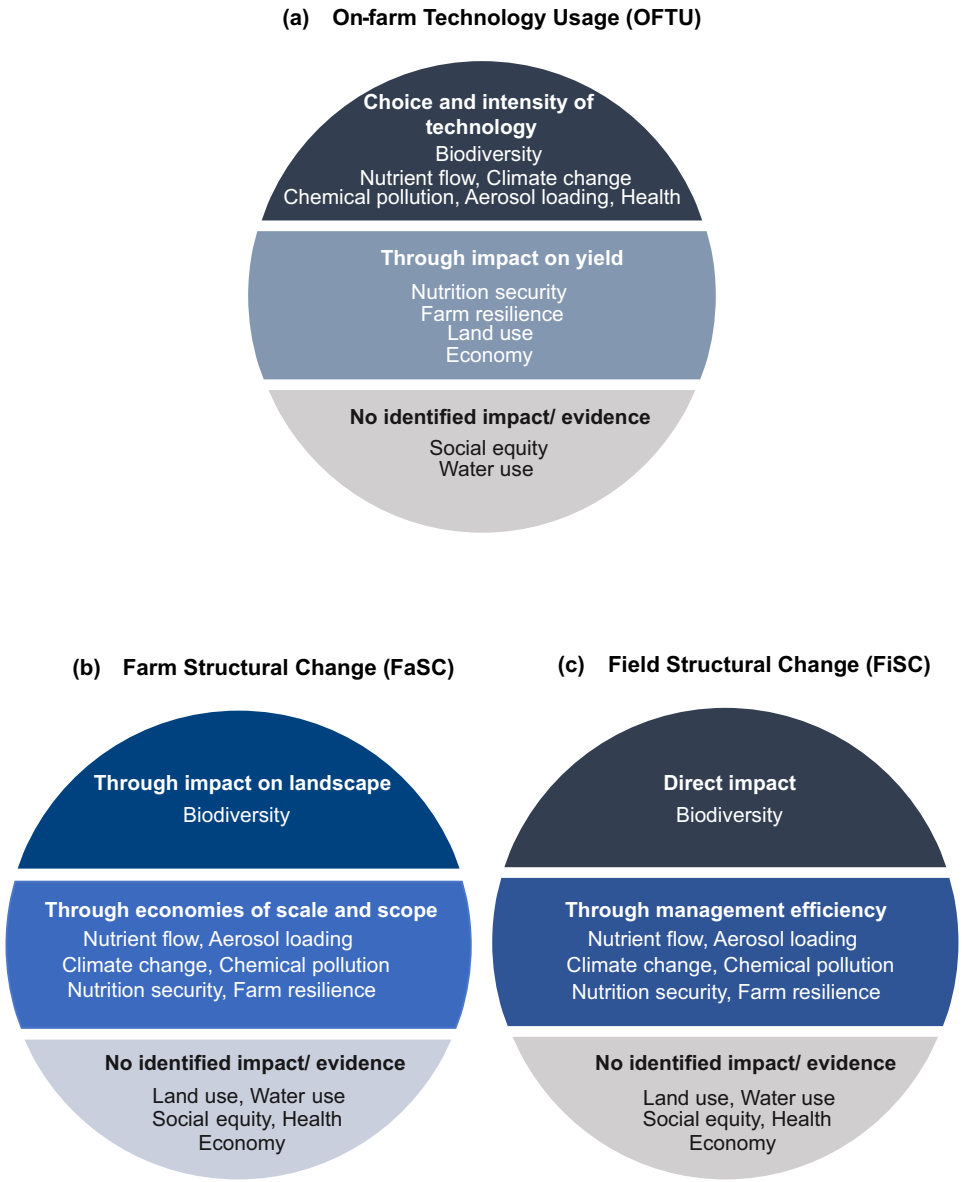 (a) On-farm Technology Usage (OFTU)
Choice and intensity of
technology
Biodiversity
Nutrient flow, Climate change
Chemical pollution, Aerosol loading, Health
Through impact on yield
Nutrition security
Farm resilience
Land use
Economy
No identified impact/ evidence
Social equity
Water use
(b) Farm Structural Change (FaSC)
Through impact on landscape
Biodiversity
Through economies of scale and scope
Nutrient flow, Aerosol loading
Climate change, Chemical pollution
Nutrition security, Farm resilience
No identified impact/ evidence
Land use, Water use
Social equity, Health
Economy
(c) Field Structural Change (FiSC)
Direct impact
Biodiversity
Through management efficiency
Nutrient flow, Aerosol loading
Climate change, Chemical pollution
Nutrition security, Farm resilience
No identified impact/ evidence
Land use, Water use
Social equity, Health
Economy